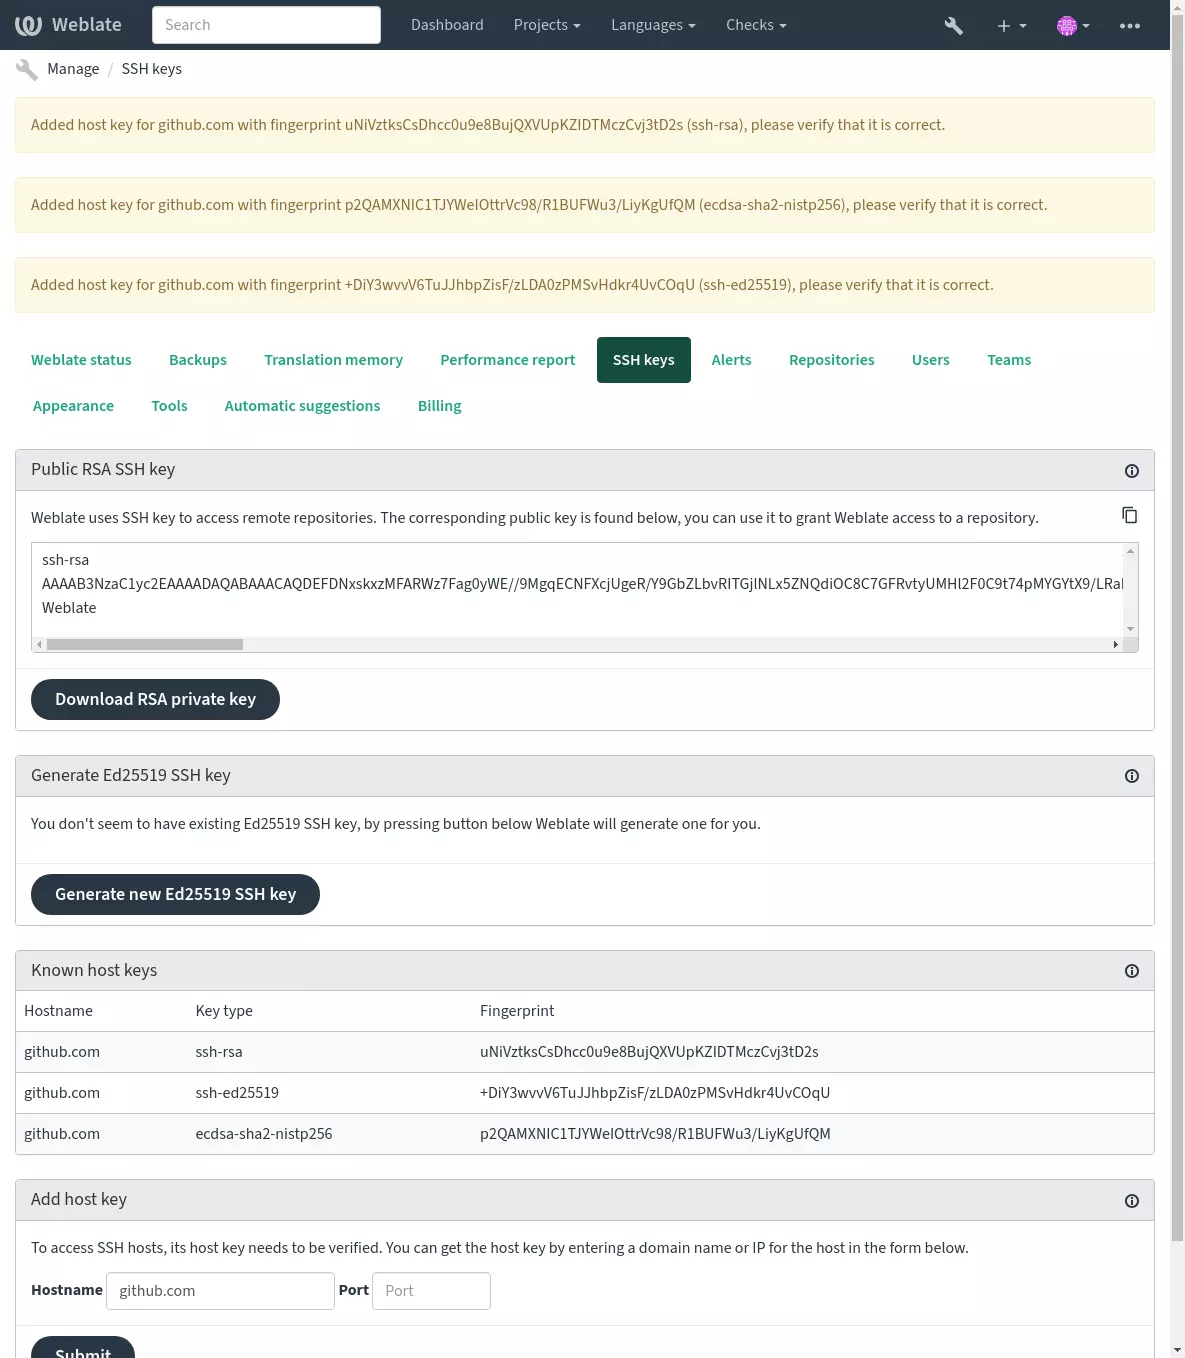 Weblate
Search
Dashboard
Projects
Languages
Checks
Manage / SSH keys
Added host key for github.com with fingerprint uNiVztksCsDhcc0u9e8BujQXVUpKZIDTMczCvj3tD2s (ssh-rsa), please verify that it is correct.
Added host key for github.com with fingerprint p2QAMXNIC1TJYWeIOttrVc98/R1BUFWu3/LiyKgUfQM (ecdsa-sha2-nistp256), please verify that it is correct.
Added host key for github.com with fingerprint +DiY3wvvV6TuJJhbpZisF/zLDA0zPMSvHdkr4UvCOqU (ssh-ed25519), please verify that it is correct.
Weblate status Backups Translation memory Performance report SSH keys Alerts Repositories Users Teams
Appearance Tools Automatic suggestions Billing
Public RSA SSH key
Weblate uses SSH key to access remote repositories. The corresponding public key is found below, you can use it to grant Weblate access to a repository.
ssh-rsa
AAAAB3NzaC1yc2EAAAADAQABAAACAQDEFDNxskxzMFARWz7Fag0yWE//9MgqECNFXcjUgeR/Y9GbZLbvRITGjlNLx5ZNQdiOC8C7GFRvtyUMHl2F0C9t74pMYGYtX9/LRa
Weblate
Download RSA private key
Generate Ed25519 SSH key
You don't seem to have existing Ed25519 SSH key, by pressing button below Weblate will generate one for you.
Generate new Ed25519 SSH key
Known host keys
Hostname Key type Fingerprint
github.com ssh-rsa uNiVztksCsDhcc0u9e8BujQXVUpKZIDTMczCvj3tD2s
github.com ssh-ed25519 +DiY3wvvV6TuJJhbpZisF/zLDA0zPMSvHdkr4UvCOqU
github.com ecdsa-sha2-nistp256 p2QAMXNIC1TJYWeIOttrVc98/R1BUFWu3/LiyKgUfQM
Add host key
To access SSH hosts, its host key needs to be verified. You can get the host key by entering a domain name or IP for the host in the form below.
Hostname github.com Port Port
Submit